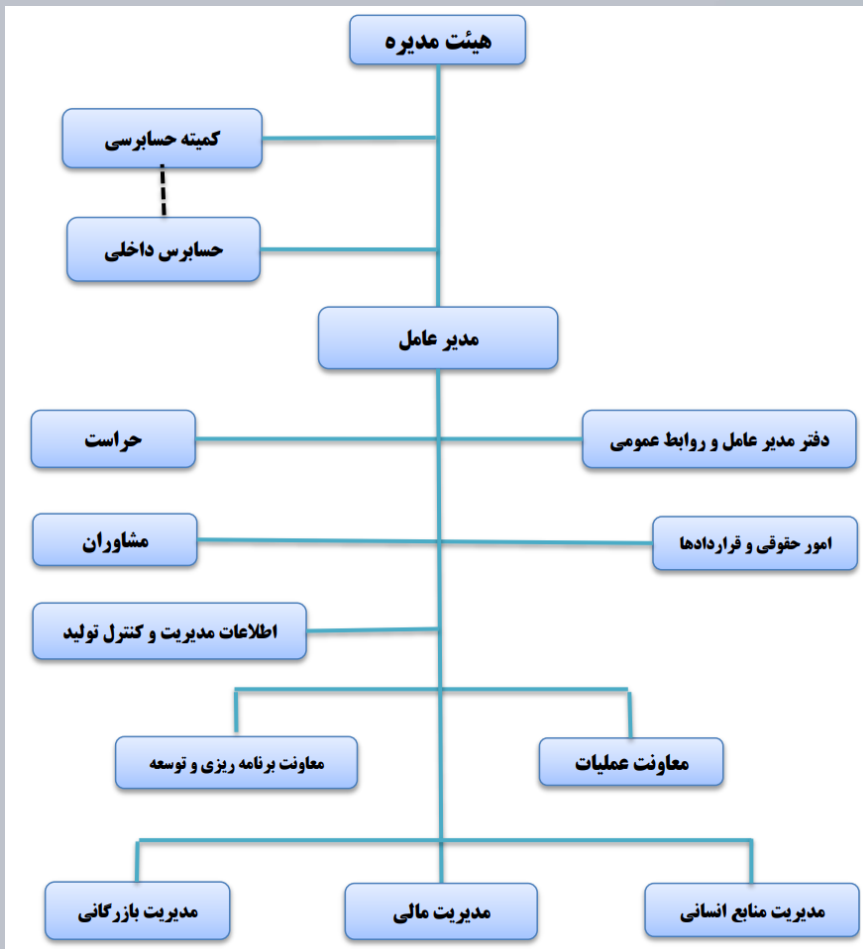 هیئت مدیره
کمیته حسابرسی
حسابرس داخلی
مدیر عامل
دفتر مدیر عامل و روابط عمومی
حراست
امور حقوقی و قراردادها
مشاوران
اطلاعات مدیریت و کنترل تولید
معاونت عملیات
معاونت برنامه ریزی و توسعه
مدیریت منابع انسانی
مدیریت مالی
مدیریت بازرگانی